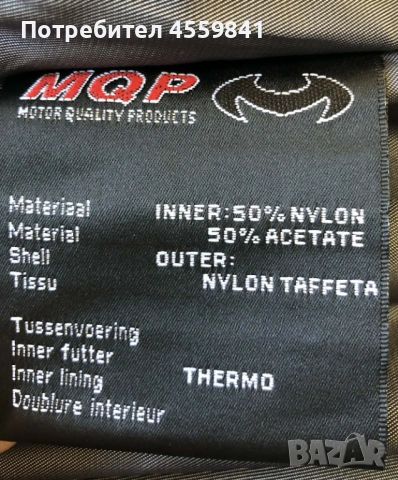 Потребител 4559841
MQP
MOTOR QUALITY PRODUCTS
Materiaal INNER:50% NYLON
Material 50% ACETATE
Shell OUTER:
Tissu NYLON TAFFETA
Tussenvoering
Inner futter
Inner lining THERMO
Doublure interieur
BAZAR